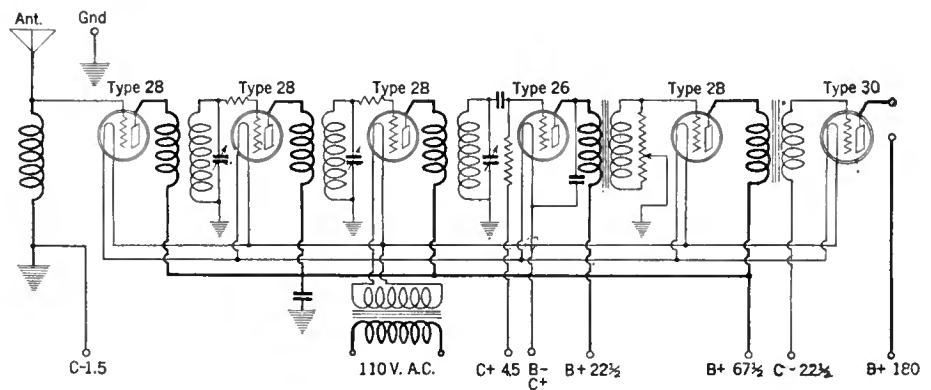 Ant.
Gnd
Type 28
Type 28
Type 28
Type 26
Type 28
Type 30
C-1.5
110 V. A.C.
C+ 4.5
B-
C+
B+ 22½
B+ 67½
C- 22½
B+ 180